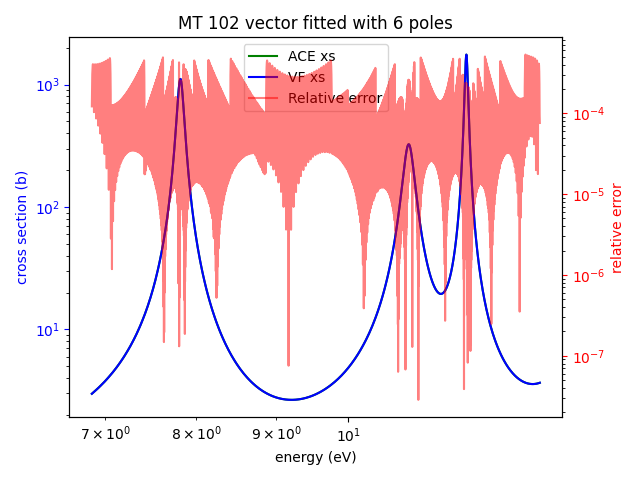 MT 102 vector fitted with 6 poles
ACE xs
VF xs
Relative error
10³
10²
10¹
cross section (b)
10⁻⁴
10⁻⁵
10⁻⁶
10⁻⁷
relative error
7 × 10⁰ 8 × 10⁰ 9 × 10⁰ 10¹
energy (eV)